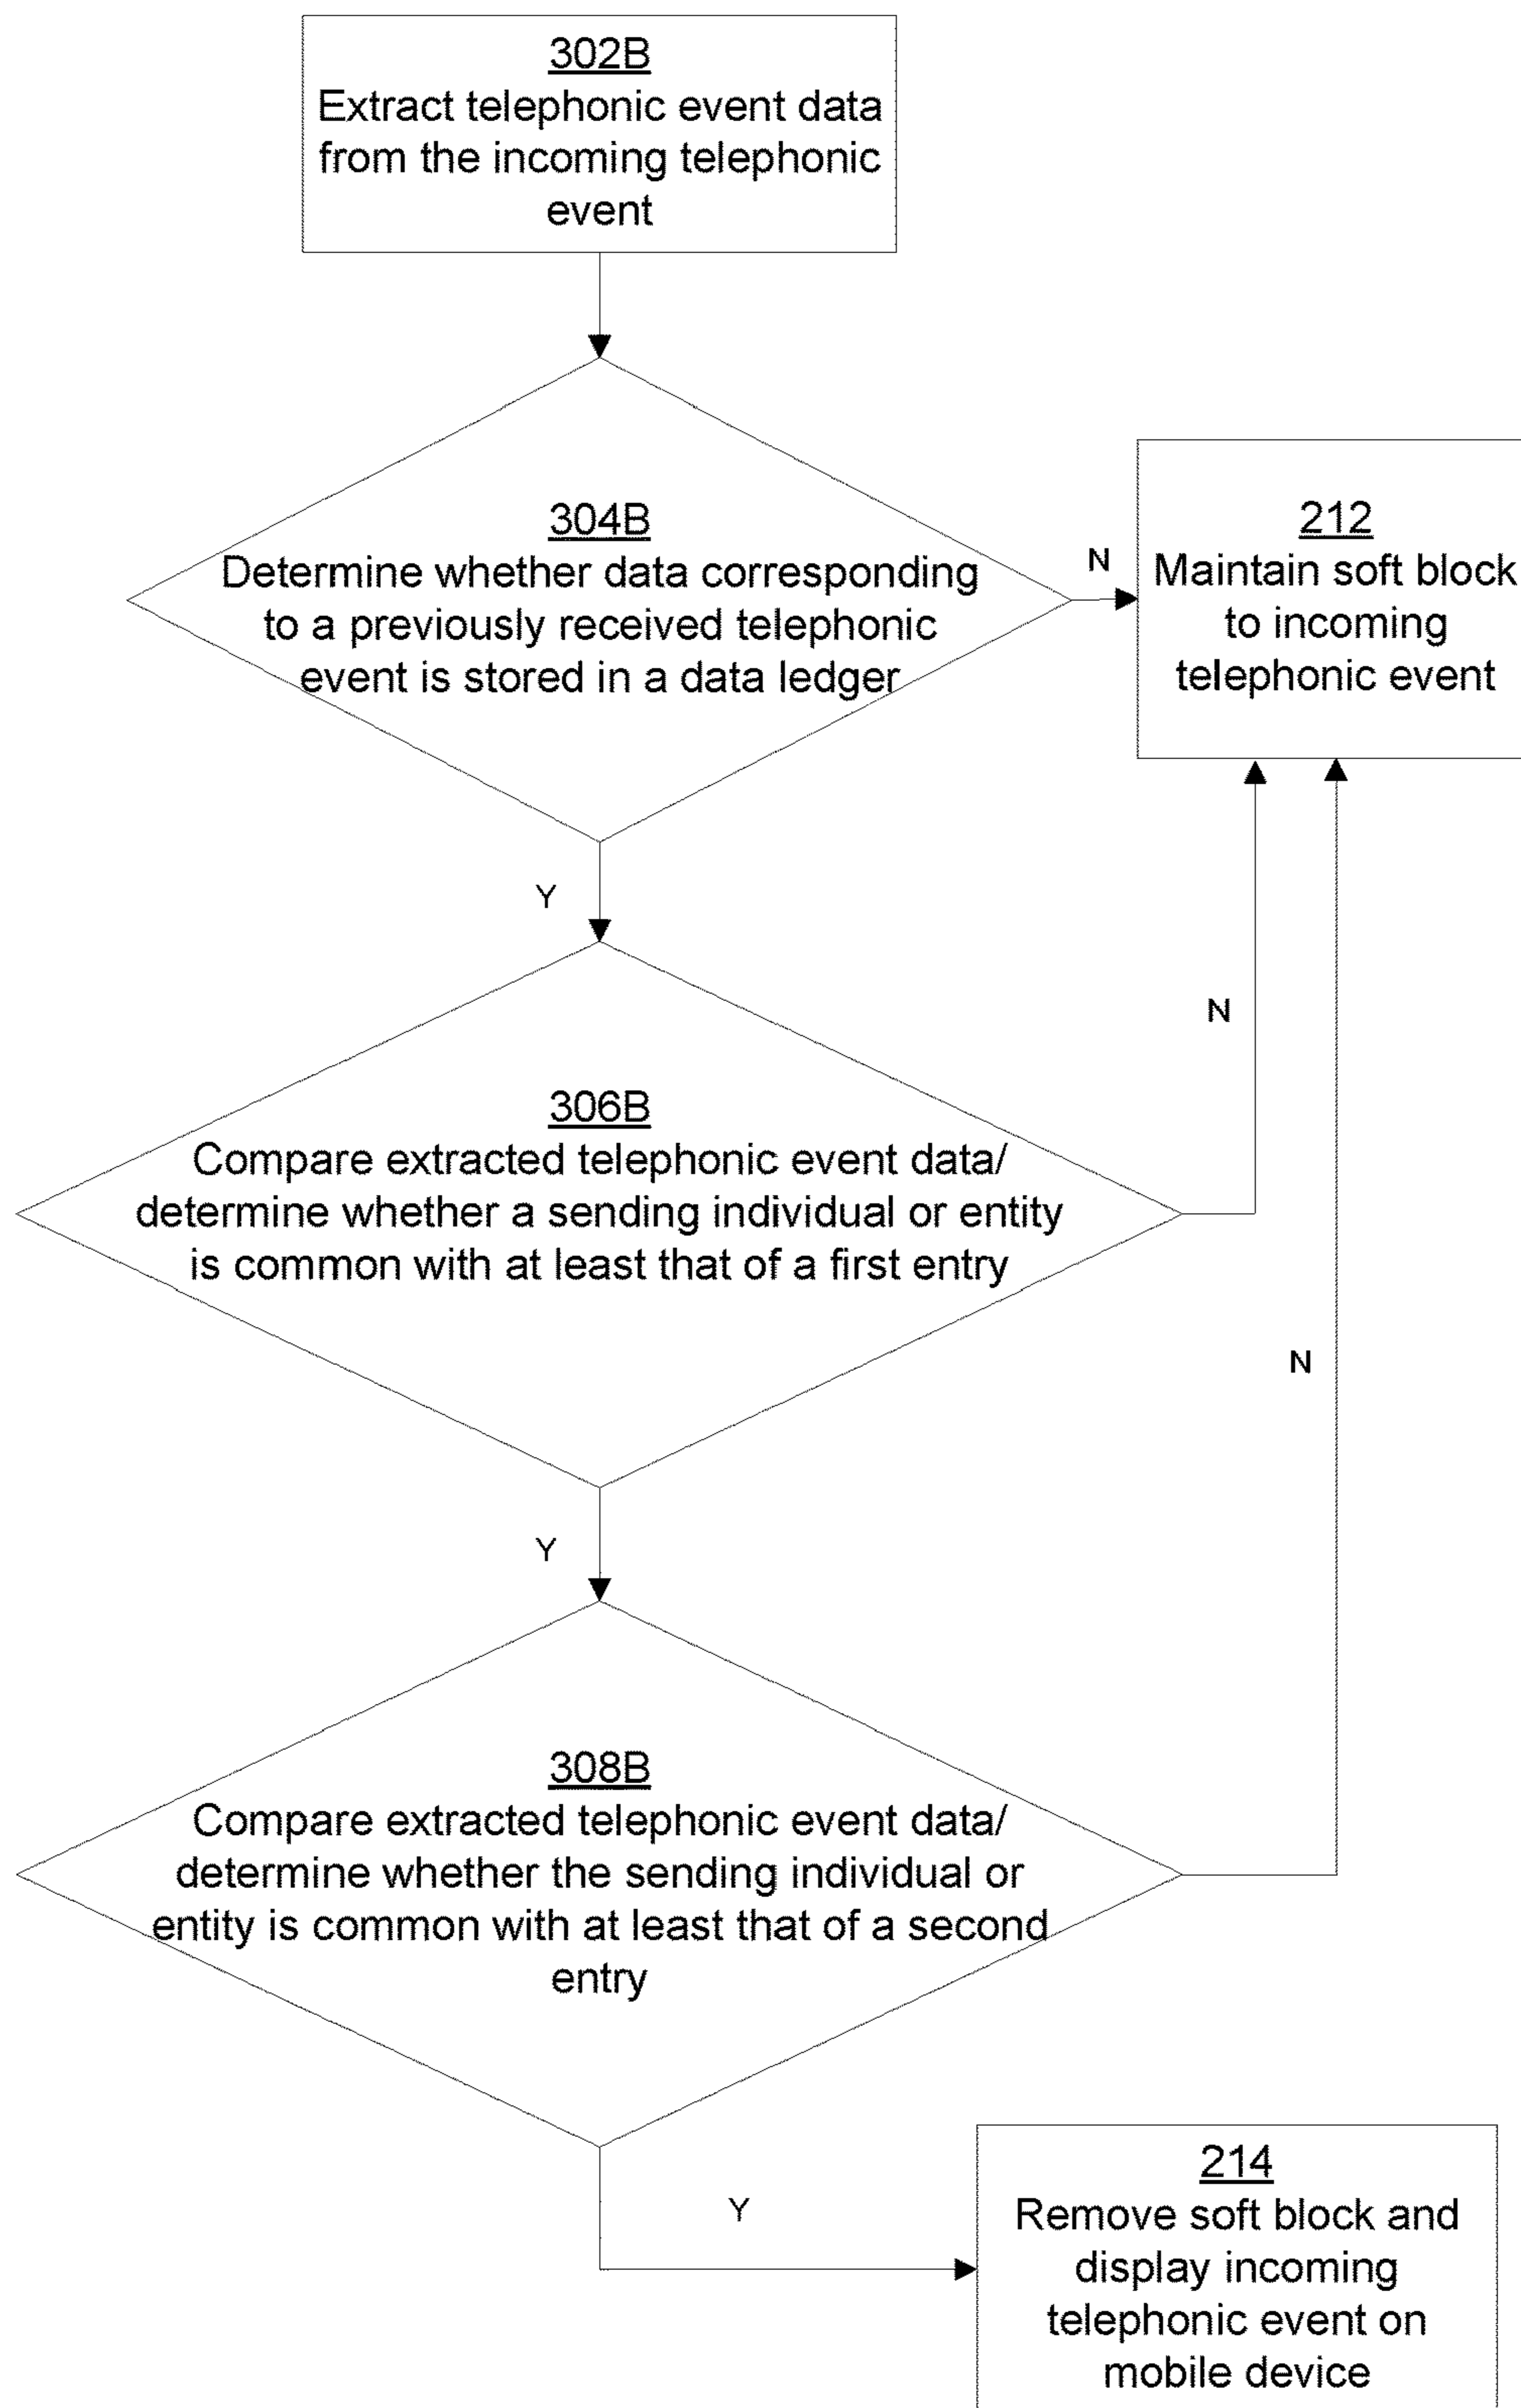 302B
Extract telephonic event data
from the incoming telephonic
event
304B
Determine whether data corresponding
to a previously received telephonic
event is stored in a data ledger
N
212
Maintain soft block
to incoming
telephonic event
Y
306B
Compare extracted telephonic event data/
determine whether a sending individual or entity
is common with at least that of a first entry
N
N
Y
308B
Compare extracted telephonic event data/
determine whether the sending individual or
entity is common with at least that of a second
entry
Y
214
Remove soft block and
display incoming
telephonic event on
mobile device